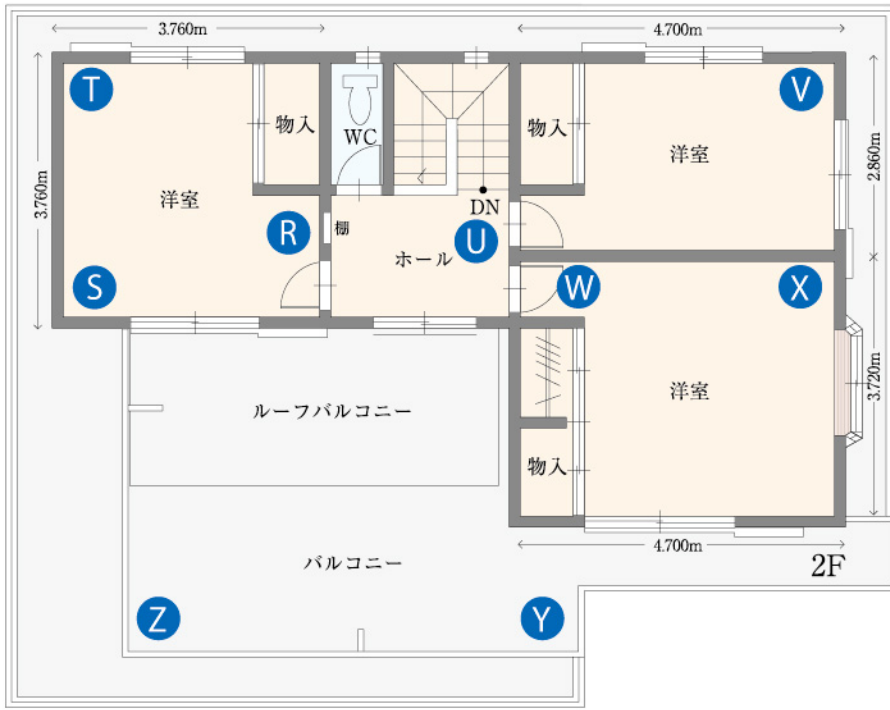 3.760m
4.700m
T
V
物入
WC
物入
洋室
2.860m
3.760m
洋室
DN
R
棚
U
ホール
S
W
X
洋室
3.720m
ルーフバルコニー
物入
4.700m
バルコニー
2F
Z
Y